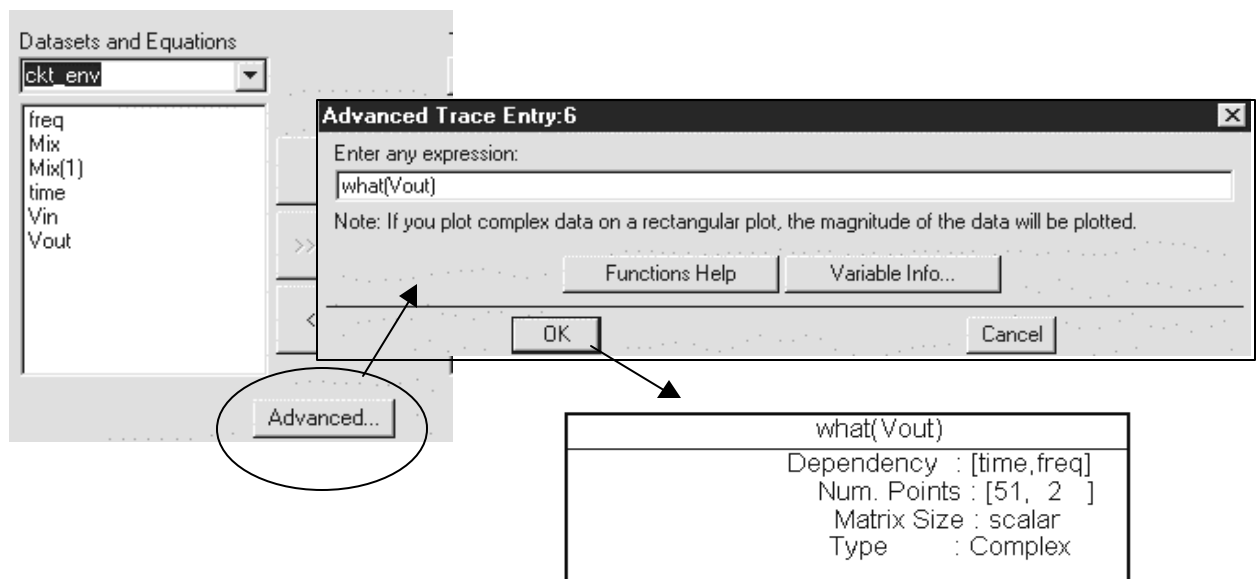 Datasets and Equations
ckt_env
freq
Mix
Mix(1)
time
Vin
Vout
>>
<
Advanced...
Advanced Trace Entry:6
Enter any expression:
what(Vout)
Note: If you plot complex data on a rectangular plot, the magnitude of the data will be plotted.
Functions Help
Variable Info...
OK
Cancel
what(Vout)
Dependency : [time,freq]
Num. Points : [51, 2 ]
Matrix Size : scalar
Type : Complex